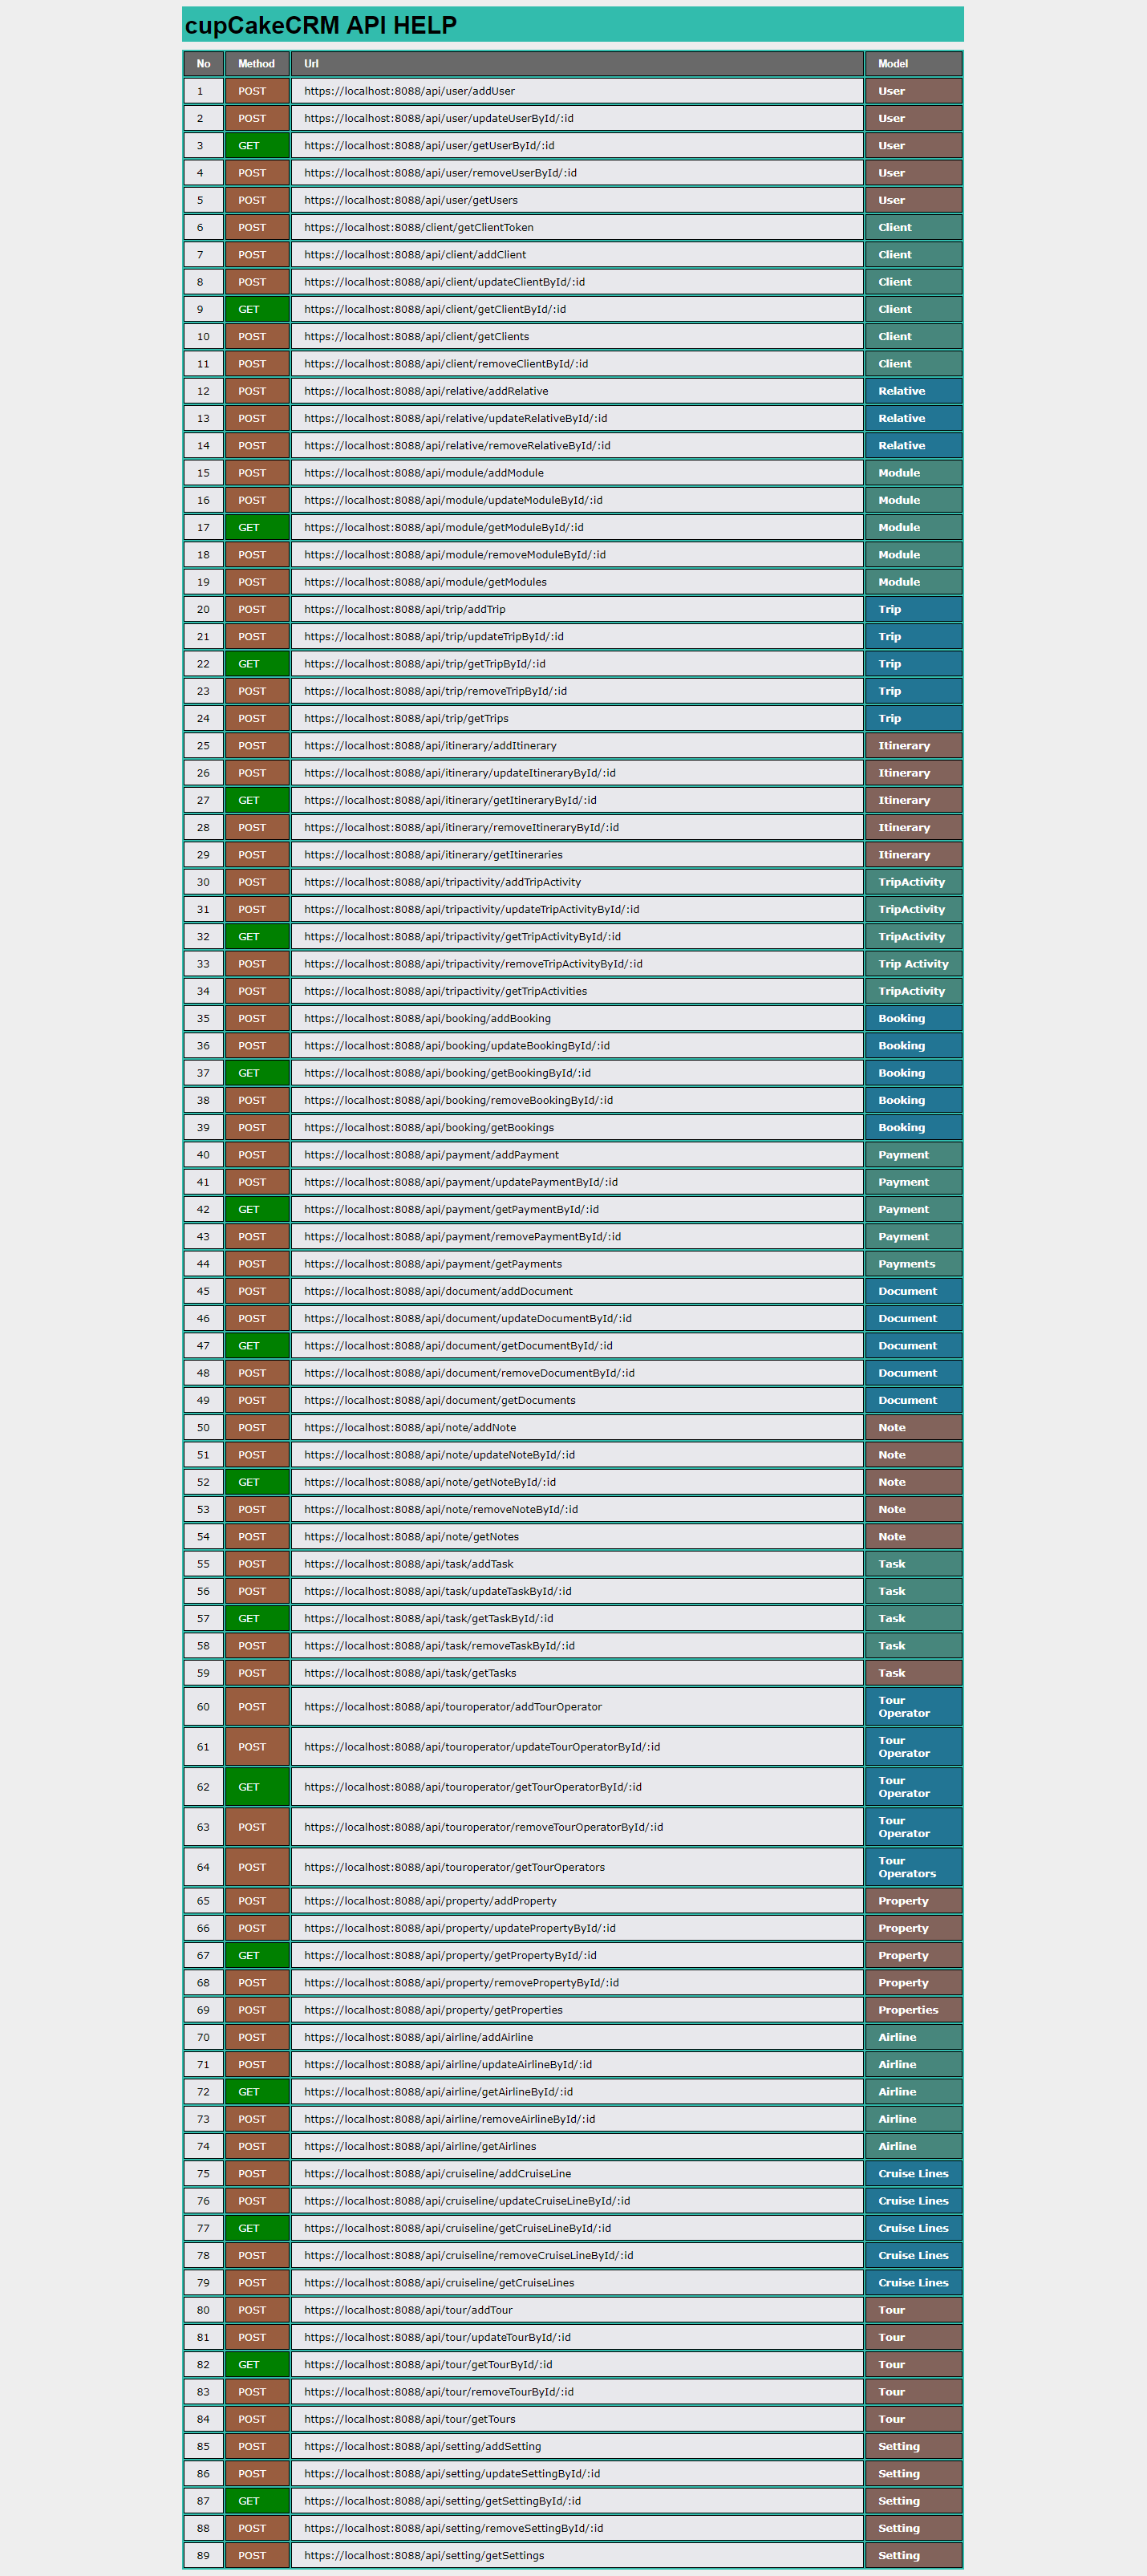 cupCakeCRM API HELP
No Method Url Model
1 POST https://localhost:8088/api/user/addUser User
2 POST https://localhost:8088/api/user/updateUserById/:id User
3 GET https://localhost:8088/api/user/getUserById/:id User
4 POST https://localhost:8088/api/user/removeUserById/:id User
5 POST https://localhost:8088/api/user/getUsers User
6 POST https://localhost:8088/client/getClientToken Client
7 POST https://localhost:8088/api/client/addClient Client
8 POST https://localhost:8088/api/client/updateClientById/:id Client
9 GET https://localhost:8088/api/client/getClientById/:id Client
10 POST https://localhost:8088/api/client/getClients Client
11 POST https://localhost:8088/api/client/removeClientById/:id Client
12 POST https://localhost:8088/api/relative/addRelative Relative
13 POST https://localhost:8088/api/relative/updateRelativeById/:id Relative
14 POST https://localhost:8088/api/relative/removeRelativeById/:id Relative
15 POST https://localhost:8088/api/module/addModule Module
16 POST https://localhost:8088/api/module/updateModuleById/:id Module
17 GET https://localhost:8088/api/module/getModuleById/:id Module
18 POST https://localhost:8088/api/module/removeModuleById/:id Module
19 POST https://localhost:8088/api/module/getModules Module
20 POST https://localhost:8088/api/trip/addTrip Trip
21 POST https://localhost:8088/api/trip/updateTripById/:id Trip
22 GET https://localhost:8088/api/trip/getTripById/:id Trip
23 POST https://localhost:8088/api/trip/removeTripById/:id Trip
24 POST https://localhost:8088/api/trip/getTrips Trip
25 POST https://localhost:8088/api/itinerary/addItinerary Itinerary
26 POST https://localhost:8088/api/itinerary/updateItineraryById/:id Itinerary
27 GET https://localhost:8088/api/itinerary/getItineraryById/:id Itinerary
28 POST https://localhost:8088/api/itinerary/removeItineraryById/:id Itinerary
29 POST https://localhost:8088/api/itinerary/getItineraries Itinerary
30 POST https://localhost:8088/api/tripactivity/addTripActivity TripActivity
31 POST https://localhost:8088/api/tripactivity/updateTripActivityById/:id TripActivity
32 GET https://localhost:8088/api/tripactivity/getTripActivityById/:id TripActivity
33 POST https://localhost:8088/api/tripactivity/removeTripActivityById/:id Trip Activity
34 POST https://localhost:8088/api/tripactivity/getTripActivities TripActivity
35 POST https://localhost:8088/api/booking/addBooking Booking
36 POST https://localhost:8088/api/booking/updateBookingById/:id Booking
37 GET https://localhost:8088/api/booking/getBookingById/:id Booking
38 POST https://localhost:8088/api/booking/removeBookingById/:id Booking
39 POST https://localhost:8088/api/booking/getBookings Booking
40 POST https://localhost:8088/api/payment/addPayment Payment
41 POST https://localhost:8088/api/payment/updatePaymentById/:id Payment
42 GET https://localhost:8088/api/payment/getPaymentById/:id Payment
43 POST https://localhost:8088/api/payment/removePaymentById/:id Payment
44 POST https://localhost:8088/api/payment/getPayments Payments
45 POST https://localhost:8088/api/document/addDocument Document
46 POST https://localhost:8088/api/document/updateDocumentById/:id Document
47 GET https://localhost:8088/api/document/getDocumentById/:id Document
48 POST https://localhost:8088/api/document/removeDocumentById/:id Document
49 POST https://localhost:8088/api/document/getDocuments Document
50 POST https://localhost:8088/api/note/addNote Note
51 POST https://localhost:8088/api/note/updateNoteById/:id Note
52 GET https://localhost:8088/api/note/getNoteById/:id Note
53 POST https://localhost:8088/api/note/removeNoteById/:id Note
54 POST https://localhost:8088/api/note/getNotes Note
55 POST https://localhost:8088/api/task/addTask Task
56 POST https://localhost:8088/api/task/updateTaskById/:id Task
57 GET https://localhost:8088/api/task/getTaskById/:id Task
58 POST https://localhost:8088/api/task/removeTaskById/:id Task
59 POST https://localhost:8088/api/task/getTasks Task
60 POST https://localhost:8088/api/touroperator/addTourOperator Tour
Operator
61 POST https://localhost:8088/api/touroperator/updateTourOperatorById/:id Tour
Operator
62 GET https://localhost:8088/api/touroperator/getTourOperatorById/:id Tour
Operator
63 POST https://localhost:8088/api/touroperator/removeTourOperatorById/:id Tour
Operator
64 POST https://localhost:8088/api/touroperator/getTourOperators Tour
Operators
65 POST https://localhost:8088/api/property/addProperty Property
66 POST https://localhost:8088/api/property/updatePropertyById/:id Property
67 GET https://localhost:8088/api/property/getPropertyById/:id Property
68 POST https://localhost:8088/api/property/removePropertyById/:id Property
69 POST https://localhost:8088/api/property/getProperties Properties
70 POST https://localhost:8088/api/airline/addAirline Airline
71 POST https://localhost:8088/api/airline/updateAirlineById/:id Airline
72 GET https://localhost:8088/api/airline/getAirlineById/:id Airline
73 POST https://localhost:8088/api/airline/removeAirlineById/:id Airline
74 POST https://localhost:8088/api/airline/getAirlines Airline
75 POST https://localhost:8088/api/cruiseline/addCruiseLine Cruise Lines
76 POST https://localhost:8088/api/cruiseline/updateCruiseLineById/:id Cruise Lines
77 GET https://localhost:8088/api/cruiseline/getCruiseLineById/:id Cruise Lines
78 POST https://localhost:8088/api/cruiseline/removeCruiseLineById/:id Cruise Lines
79 POST https://localhost:8088/api/cruiseline/getCruiseLines Cruise Lines
80 POST https://localhost:8088/api/tour/addTour Tour
81 POST https://localhost:8088/api/tour/updateTourById/:id Tour
82 GET https://localhost:8088/api/tour/getTourById/:id Tour
83 POST https://localhost:8088/api/tour/removeTourById/:id Tour
84 POST https://localhost:8088/api/tour/getTours Tour
85 POST https://localhost:8088/api/setting/addSetting Setting
86 POST https://localhost:8088/api/setting/updateSettingById/:id Setting
87 GET https://localhost:8088/api/setting/getSettingById/:id Setting
88 POST https://localhost:8088/api/setting/removeSettingById/:id Setting
89 POST https://localhost:8088/api/setting/getSettings Setting